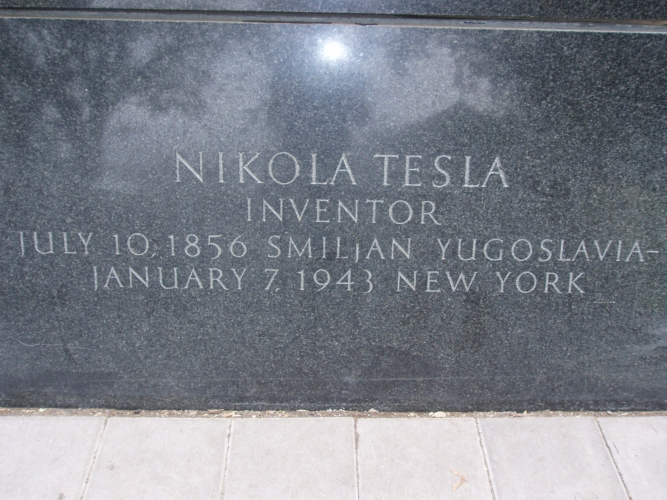 NIKOLA TESLA
INVENTOR
JULY 10, 1856 SMILJAN YUGOSLAVIA-
JANUARY 7, 1943 NEW YORK